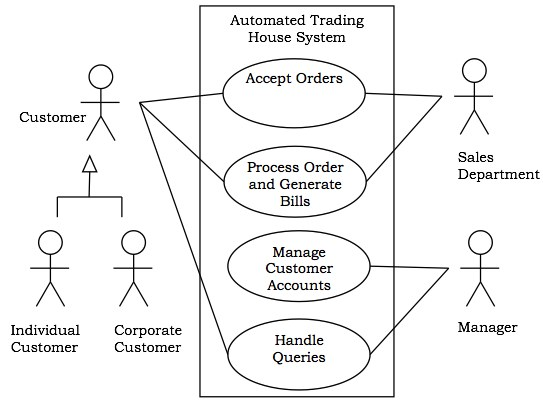 Automated Trading
House System
Accept Orders
Customer
Process Order
and Generate
Bills
Sales
Department
Manage
Customer
Accounts
Individual
Customer
Corporate
Customer
Handle
Queries
Manager